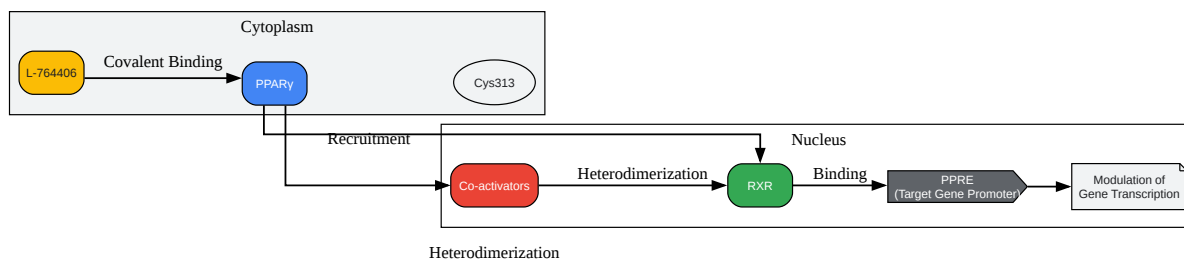 Cytoplasm
L-764406
Covalent Binding
PPARγ
Cys313
Recruitment
Nucleus
Co-activators
Heterodimerization
RXR
Binding
PPRE
(Target Gene Promoter)
Modulation of
Gene Transcription
Heterodimerization